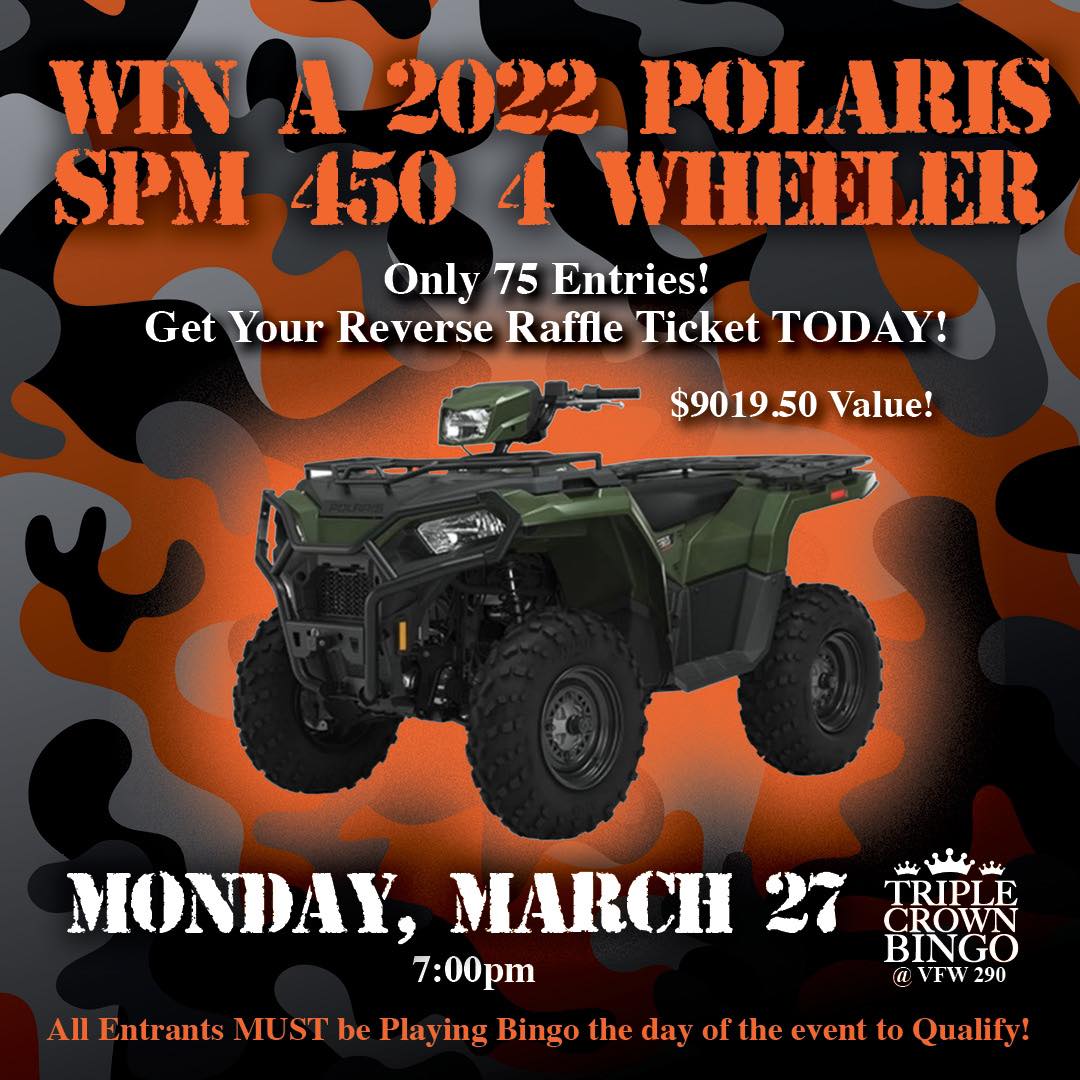 WIN A 2022 POLARIS
SPM 450 4 WHEELER
Only 75 Entries!
Get Your Reverse Raffle Ticket TODAY!
$9019.50 Value!
POLARIS
MONDAY, MARCH 27
7:00pm
TRIPLE
CROWN
BINGO
@ VFW 290
All Entrants MUST be Playing Bingo the day of the event to Qualify!